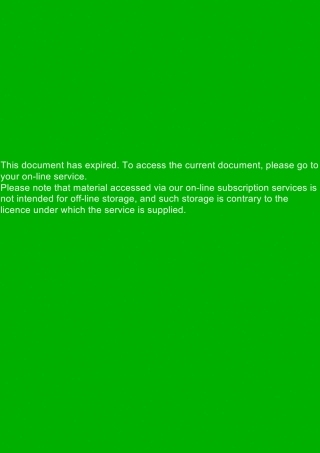 This document has expired. To access the current document, please go to
your on-line service.
Please note that material accessed via our on-line subscription services is
not intended for off-line storage, and such storage is contrary to the
licence under which the service is supplied.